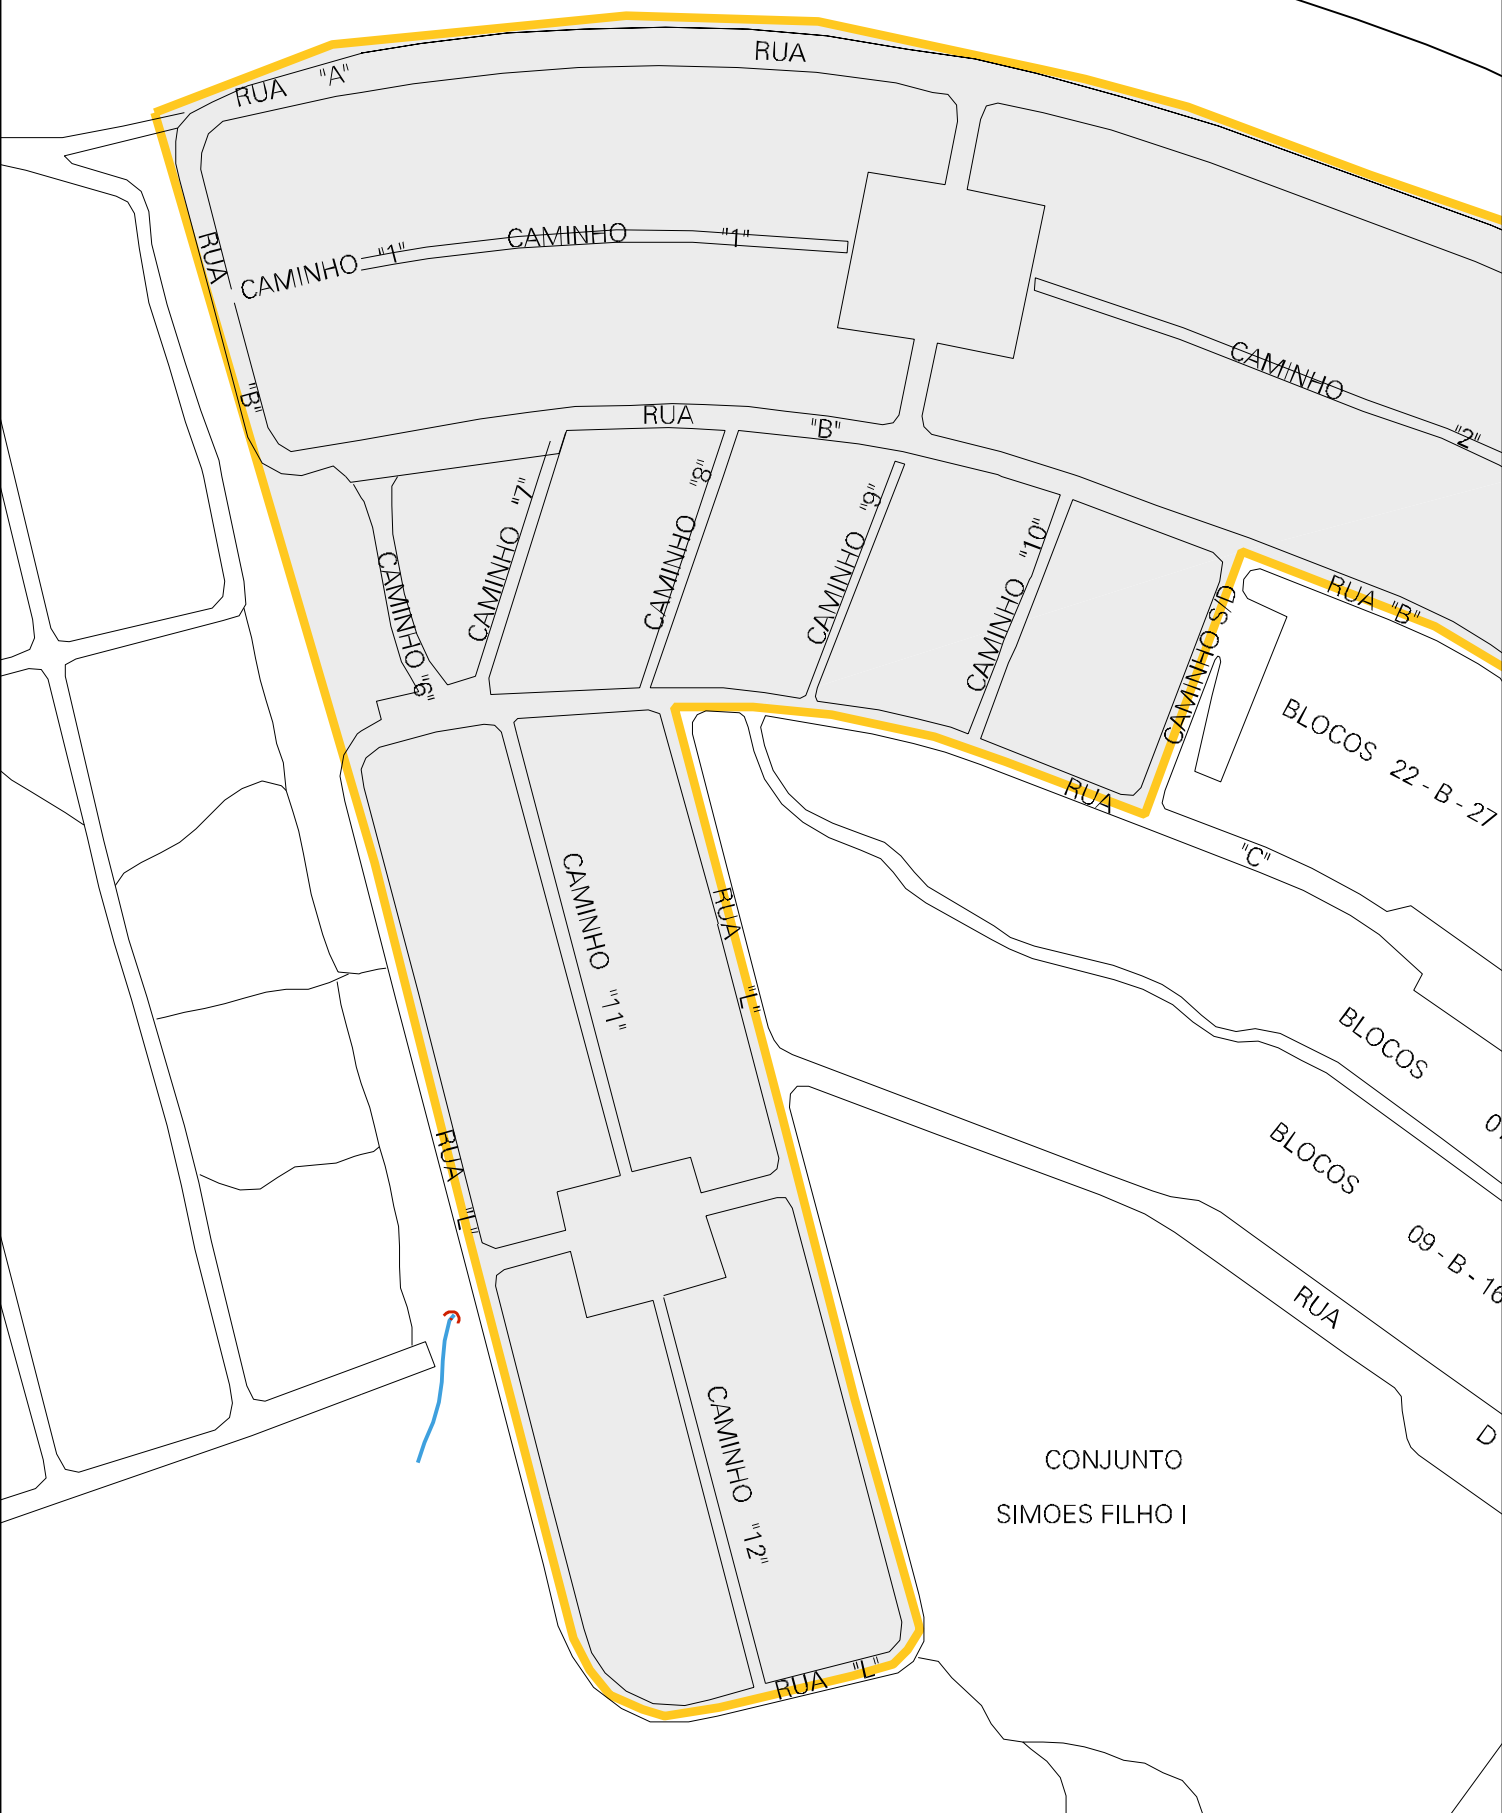 RUA
RUA "A"
RUA "B"
CAMINHO "1"
CAMINHO "1"
CAMINHO "2"
RUA "B"
CAMINHO "6"
CAMINHO "7"
CAMINHO "8"
CAMINHO "9"
CAMINHO "10"
CAMINHO S/D
RUA "B"
BLOCOS 22 - B - 27
RUA "C"
CAMINHO "11"
RUA "L"
BLOCOS
BLOCOS 09 - B - 16
RUA "L"
RUA D
CAMINHO "12"
CONJUNTO
SIMOES FILHO I
RUA "L"